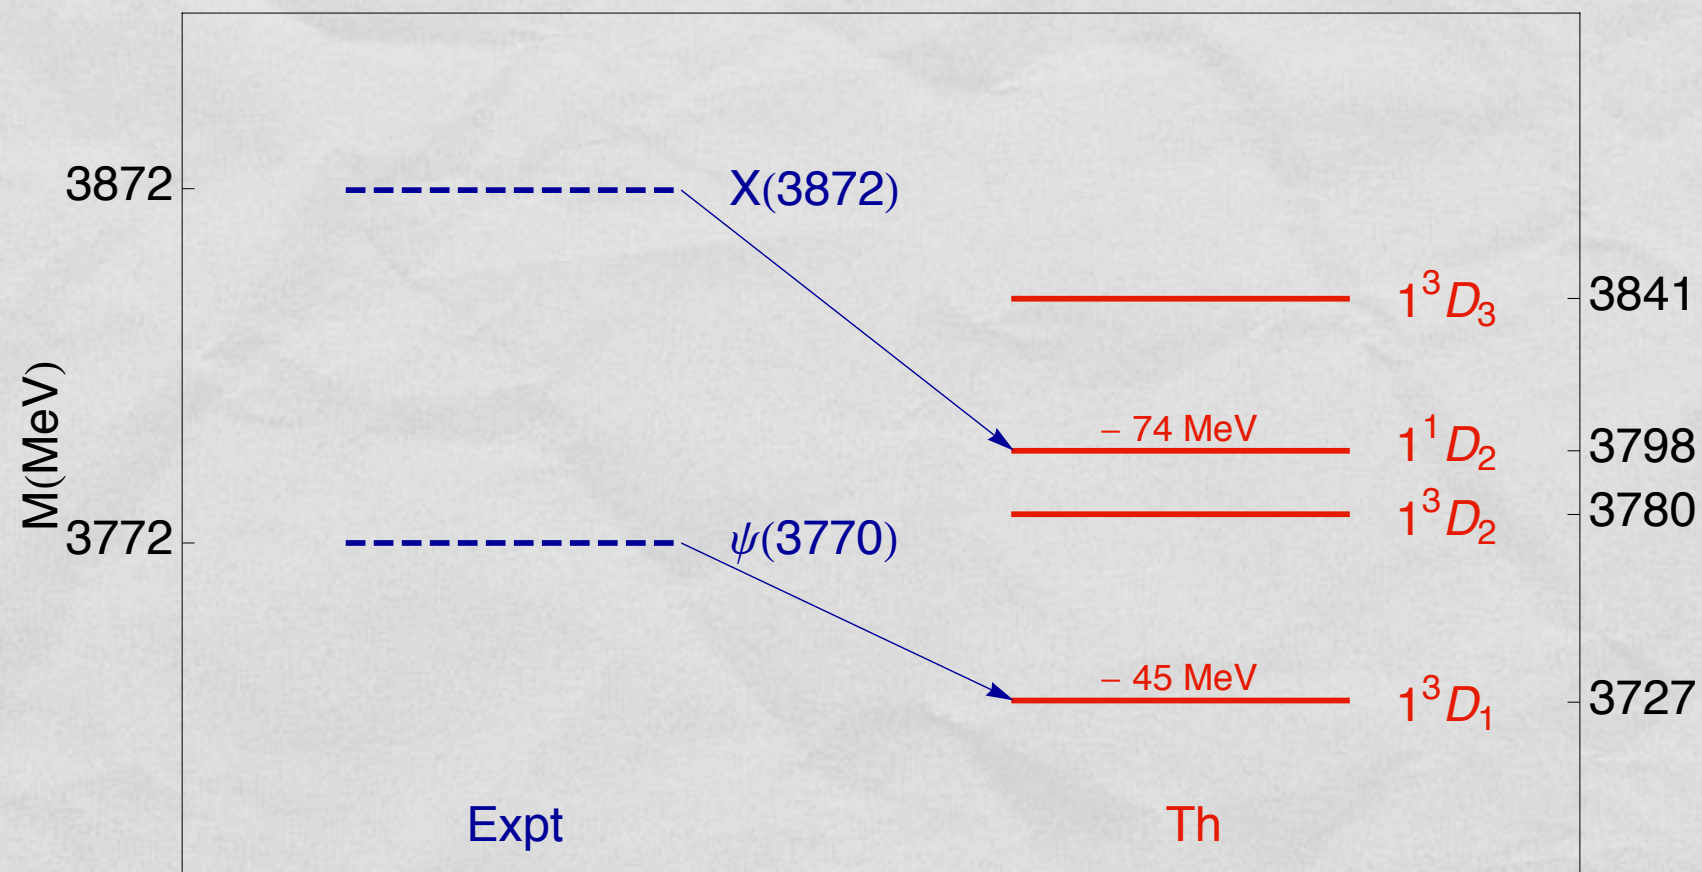 3872
X(3872)
1³D₃
3841
– 74 MeV
1¹D₂
3798
M(MeV)
1³D₂
3780
3772
ψ(3770)
– 45 MeV
1³D₁
3727
Expt
Th